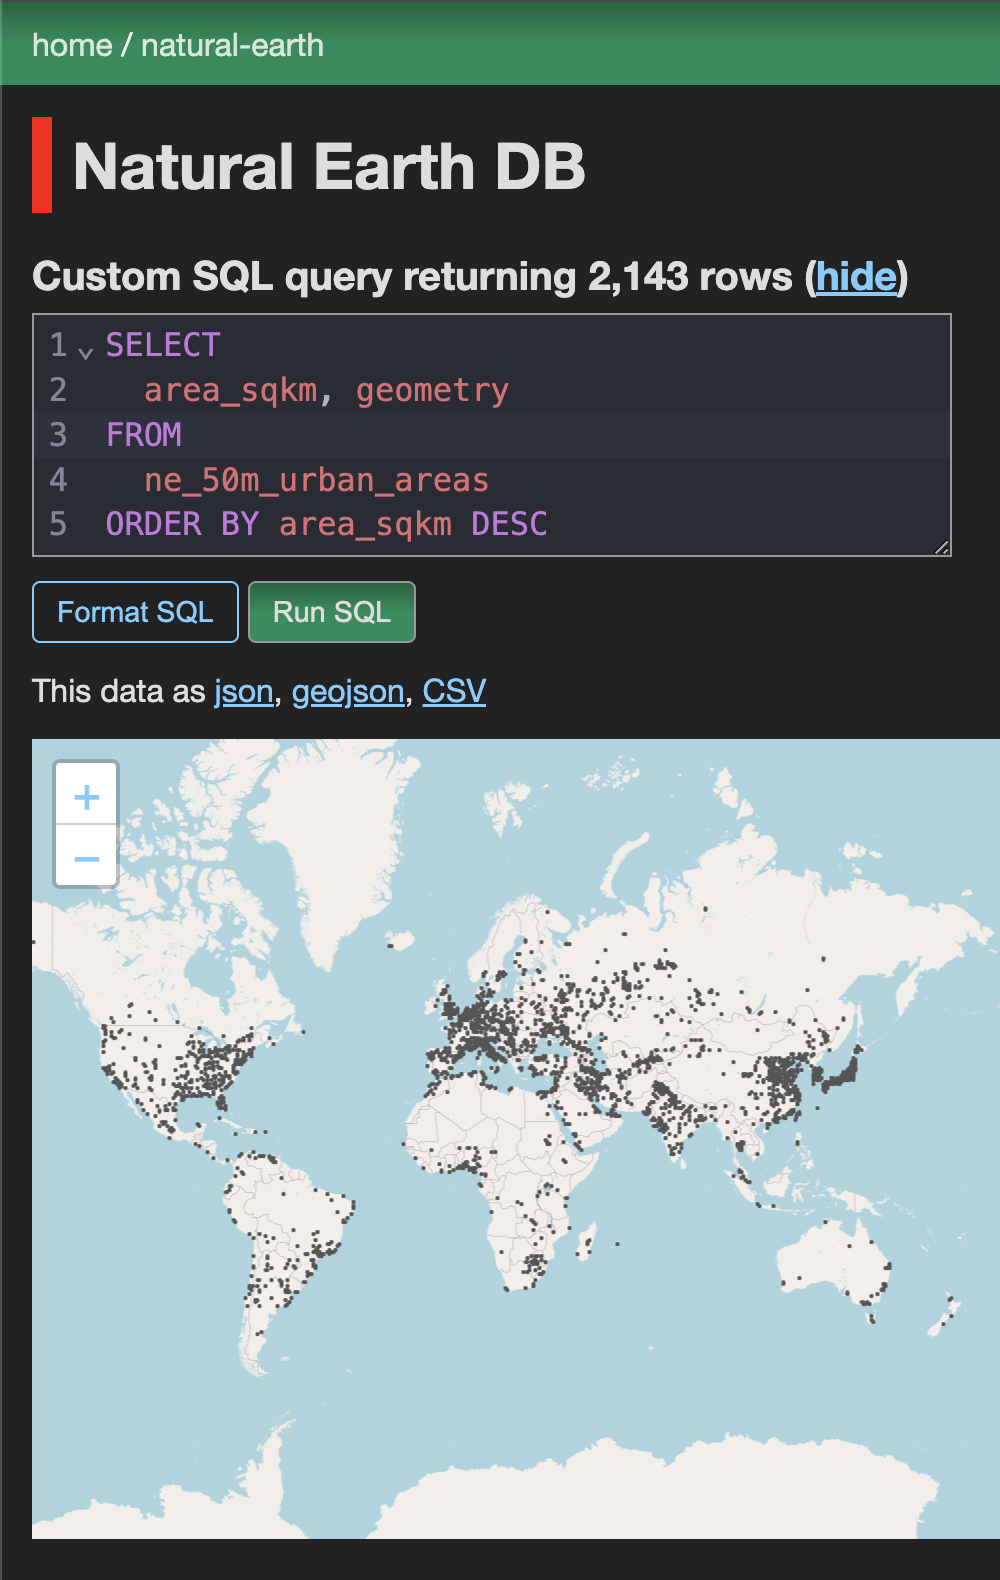 home / natural-earth
Natural Earth DB
Custom SQL query returning 2,143 rows (hide)
1 SELECT
2 area_sqkm, geometry
3 FROM
4 ne_50m_urban_areas
5 ORDER BY area_sqkm DESC
Format SQL Run SQL
This data as json, geojson, CSV
+
−